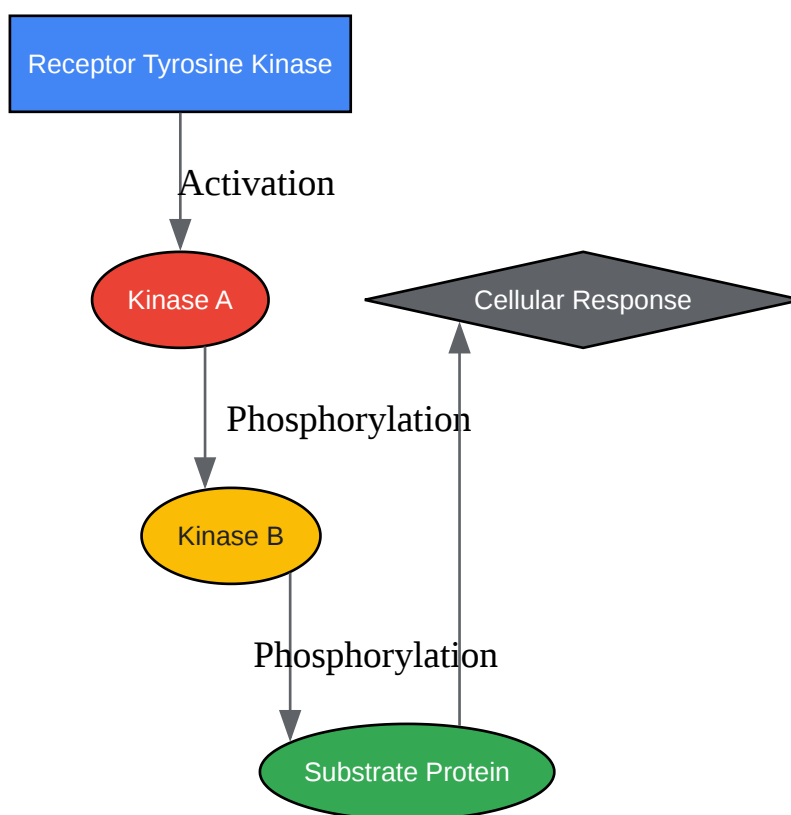 Receptor Tyrosine Kinase
Activation
Kinase A
Cellular Response
Phosphorylation
Kinase B
Phosphorylation
Substrate Protein